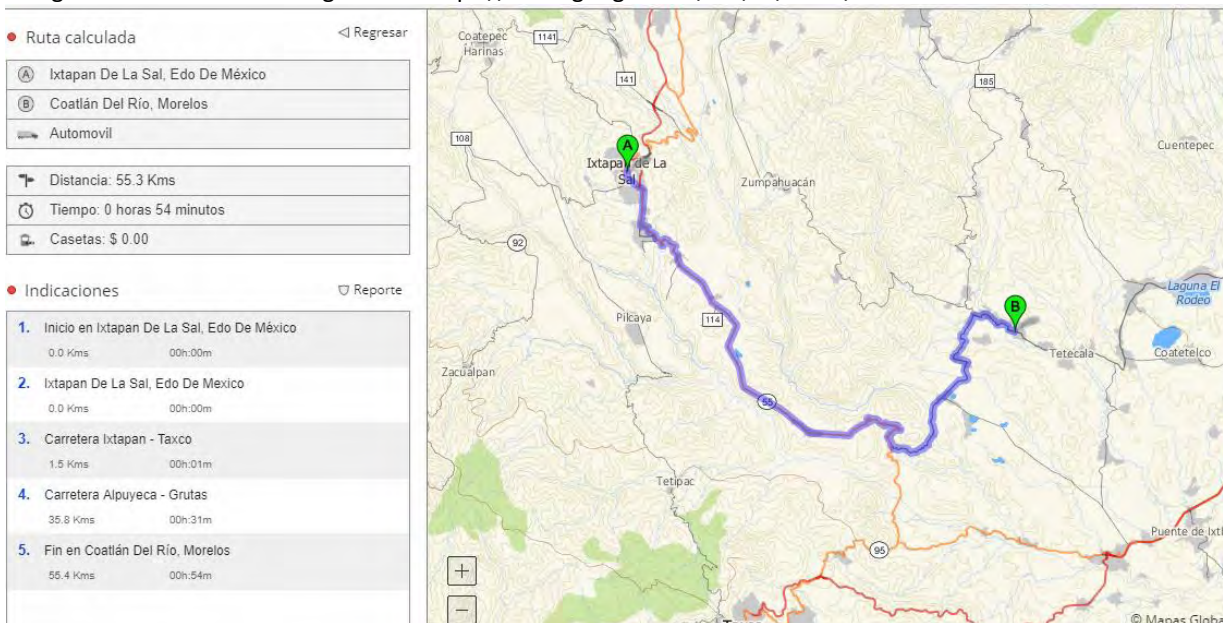 Ruta calculada
Regresar
A Ixtapan De La Sal, Edo De México
B Coatlán Del Río, Morelos
Automovil
Distancia: 55.3 Kms
Tiempo: 0 horas 54 minutos
Casetas: $ 0.00
Indicaciones
Reporte
1. Inicio en Ixtapan De La Sal, Edo De México
0.0 Kms 00h:00m
2. Ixtapan De La Sal, Edo De Mexico
0.0 Kms 00h:00m
3. Carretera Ixtapan - Taxco
1.5 Kms 00h:01m
4. Carretera Alpuyeca - Grutas
35.8 Kms 00h:31m
5. Fin en Coatlán Del Río, Morelos
55.4 Kms 00h:54m
Coatepec
Harinas
1141
141
185
108
A
Cuentepec
Ixtapan de La
Sal
Zumpahuacán
92
Laguna El
Rodeo
B
Pilcaya
114
Tetecala
Coatetelco
Zacualpan
55
Tetipac
Puente de Ixtl
95
+
−
© Mapas Globa